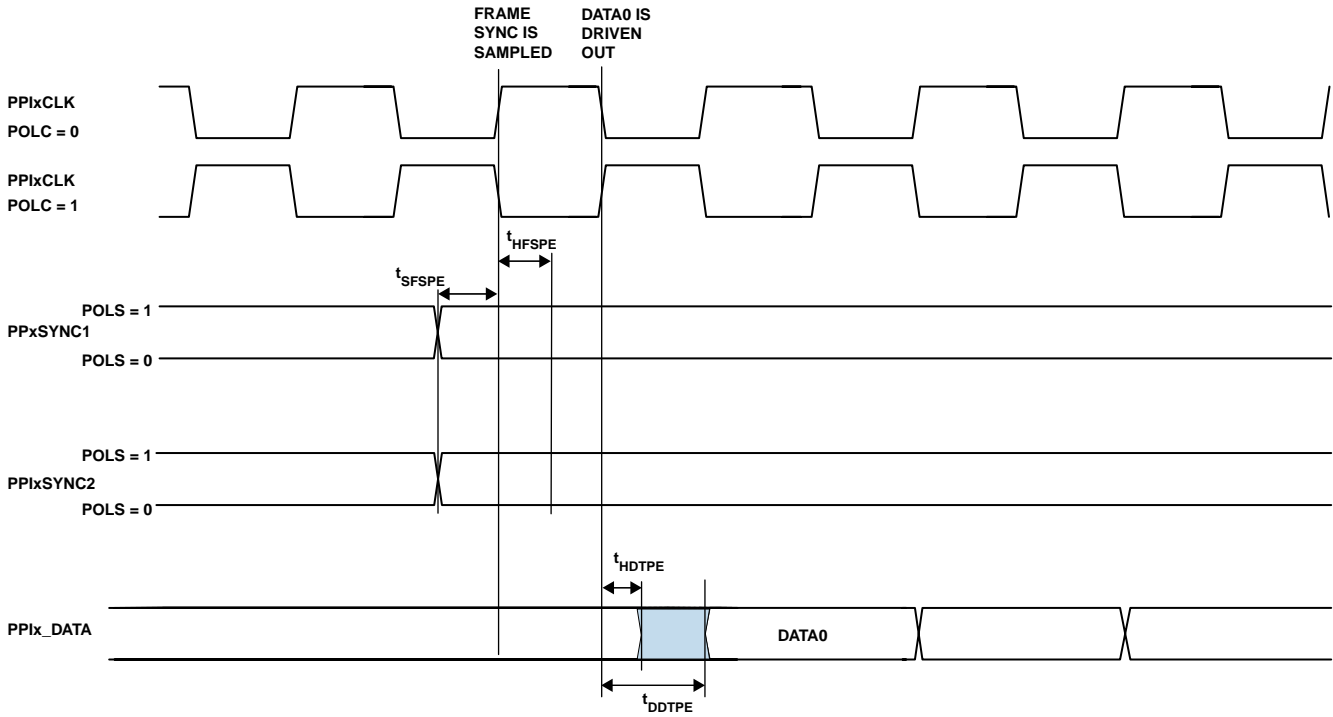 FRAME
SYNC IS
SAMPLED
DATA0 IS
DRIVEN
OUT
PPIxCLK
POLC = 0
PPIxCLK
POLC = 1
tHFSPE
tSFSPE
POLS = 1
PPxSYNC1
POLS = 0
POLS = 1
PPIxSYNC2
POLS = 0
tHDTPE
PPIx_DATA
DATA0
tDDTPE